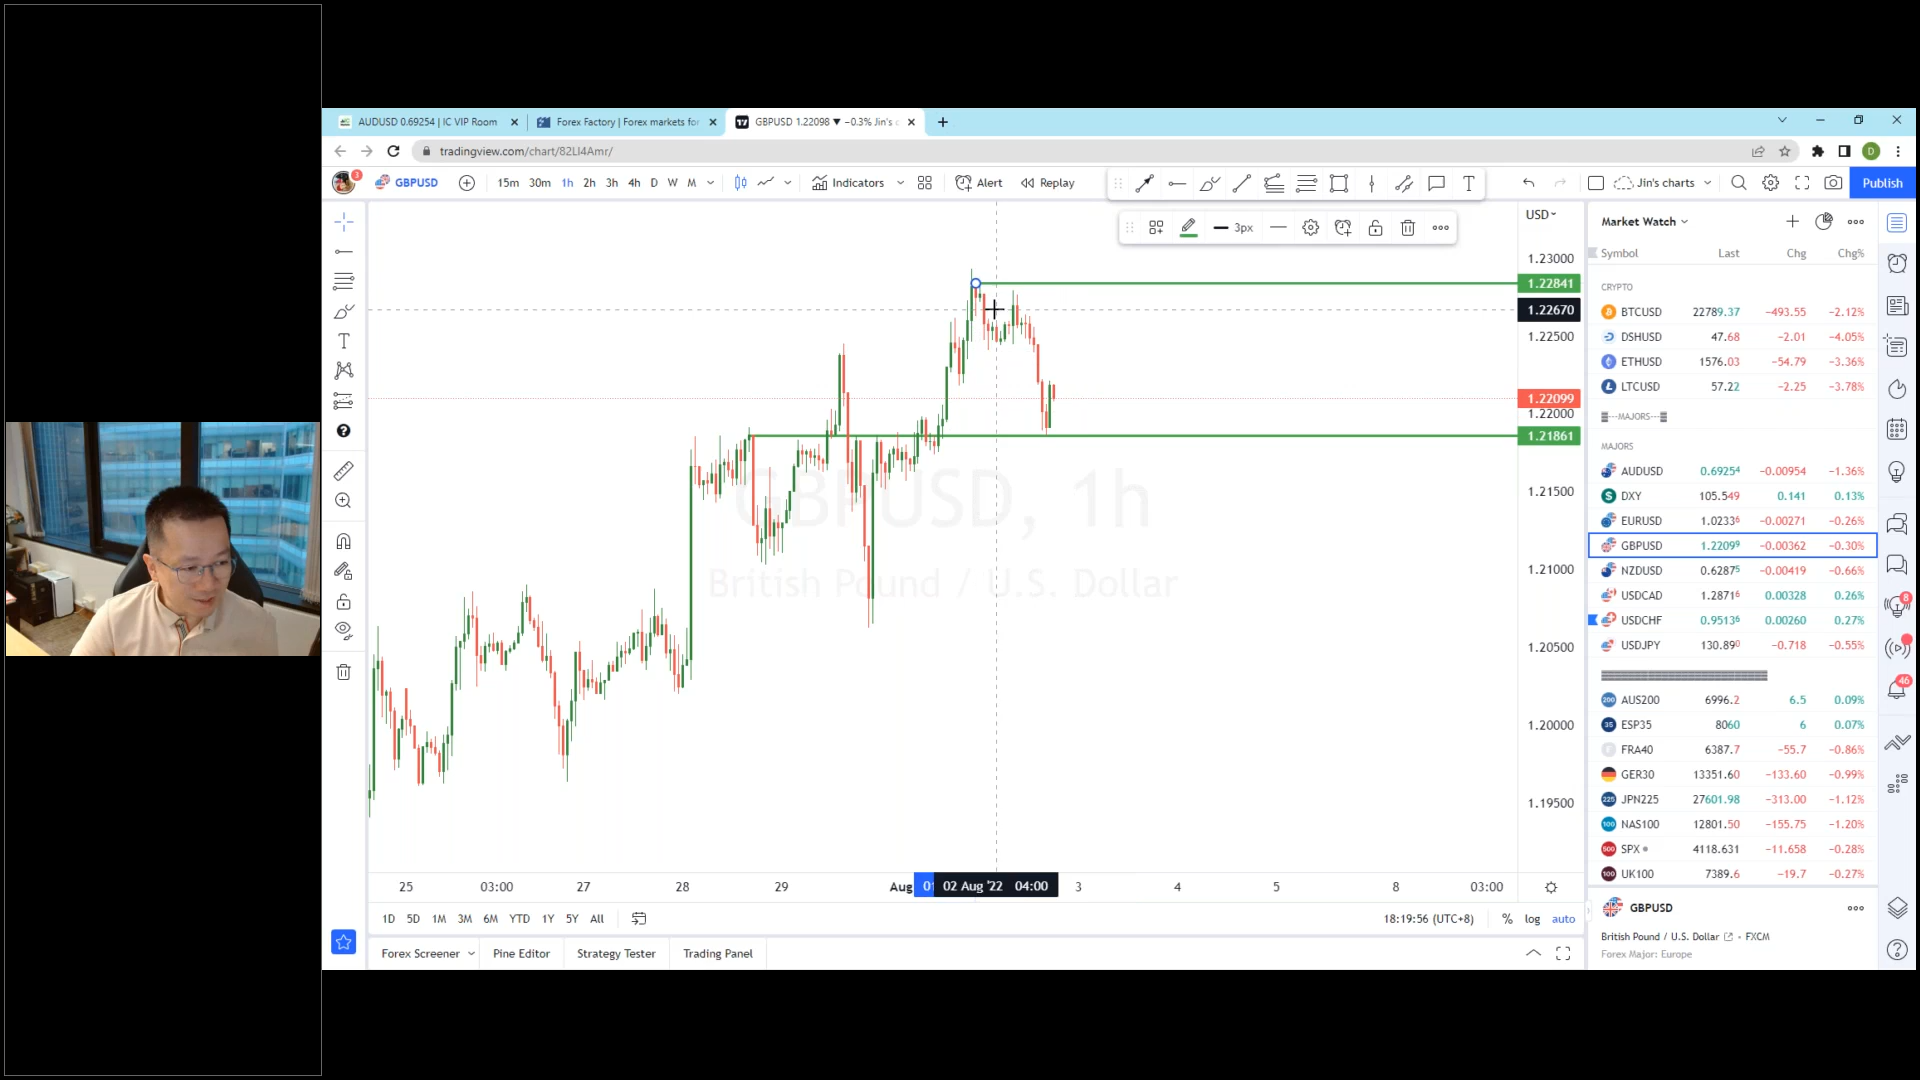 AUDUSD 0.69254 | IC VIP Room
Forex Factory | Forex markets for
GBPUSD 1.22098 ▼ −0.3% Jin's c
tradingview.com/chart/82LI4Amr/
D
3
GBPUSD
15m 30m 1h 2h 3h 4h D W M
Indicators
Alert
Replay
T
Jin's charts
Publish
3px
USD
1.23000
1.22841
1.22670
1.22500
1.22099
1.22000
1.21861
1.21500
1.21000
1.20500
1.20000
1.19500
GBPUSD, 1h
British Pound / U.S. Dollar
25 03:00 27 28 29 Aug 01 02 Aug '22 04:00 3 4 5 8 03:00
1D 5D 1M 3M 6M YTD 1Y 5Y All
18:19:56 (UTC+8) % log auto
Forex Screener Pine Editor Strategy Tester Trading Panel
Market Watch
Symbol Last Chg Chg%
CRYPTO
BTCUSD 22789.37 −493.55 −2.12%
DSHUSD 47.68 −2.01 −4.05%
ETHUSD 1576.03 −54.79 −3.36%
LTCUSD 57.22 −2.25 −3.78%
---MAJORS---
MAJORS
AUDUSD 0.69254 −0.00954 −1.36%
DXY 105.549 0.141 0.13%
EURUSD 1.02336 −0.00271 −0.26%
GBPUSD 1.22099 −0.00362 −0.30%
NZDUSD 0.62875 −0.00419 −0.66%
USDCAD 1.28716 0.00328 0.26%
USDCHF 0.95136 0.00260 0.27%
USDJPY 130.890 −0.718 −0.55%
AUS200 6996.2 6.5 0.09%
ESP35 8060 6 0.07%
FRA40 6387.7 −55.7 −0.86%
GER30 13351.60 −133.60 −0.99%
JPN225 27601.98 −313.00 −1.12%
NAS100 12801.50 −155.75 −1.20%
SPX 4118.631 −11.658 −0.28%
UK100 7389.6 −19.7 −0.27%
GBPUSD
British Pound / U.S. Dollar • FXCM
Forex Major: Europe
8
46